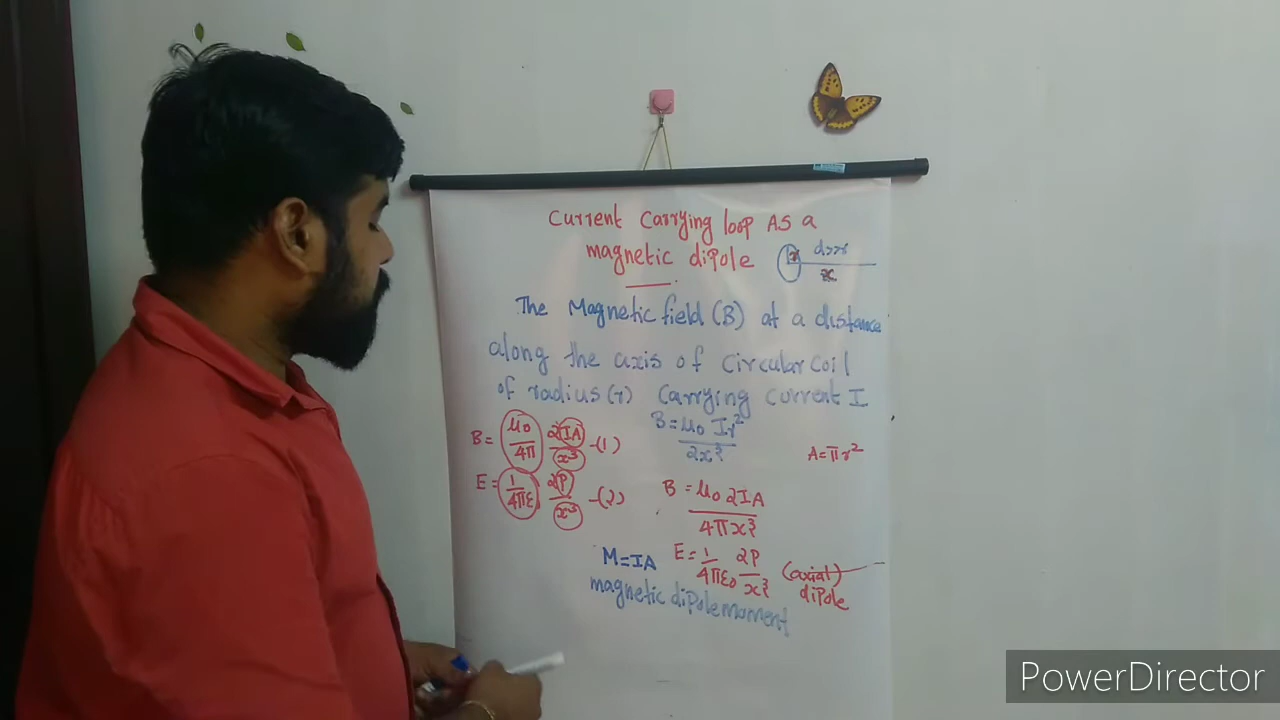 Current Carrying loop As a
magnetic dipole
x x>>r
x
The Magnetic field (B) at a distance
along the axis of circular coil
of radius (r) carrying current I
B = μ0 Ir²
2x³
A = πr²
B = μ0/4π 2IA/x³ -(1)
E = 1/4πε 2P/x³ -(2)
B = μ0 2IA
4πx³
M = IA
E = 1/4πε0 2P/x³ (axial)
dipole
magnetic dipole moment
PowerDirector